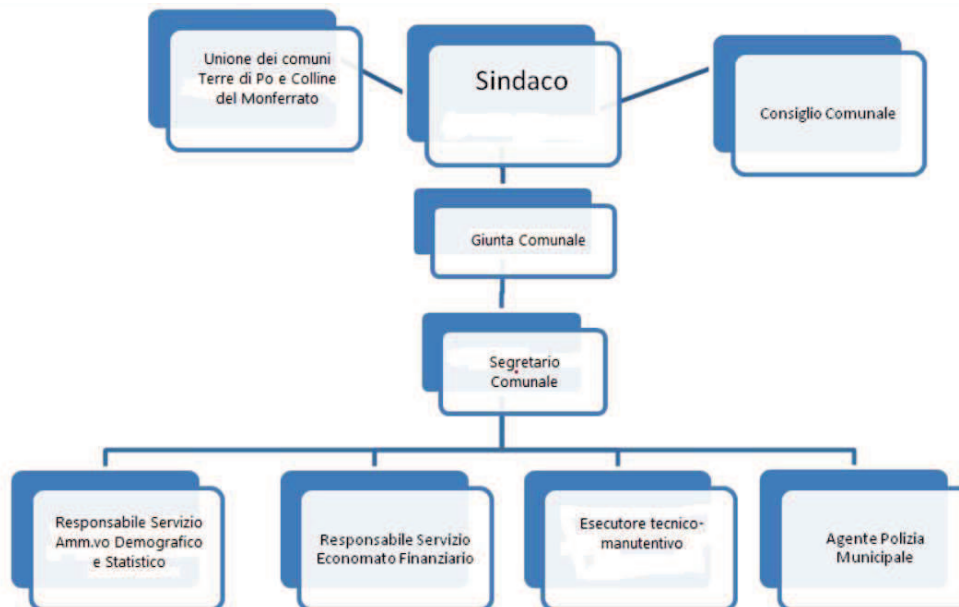 Unione dei comuni
Terre di Po e Colline
del Monferrato
Sindaco
Consiglio Comunale
Giunta Comunale
Segretario
Comunale
Responsabile Servizio
Amm.vo Demografico
e Statistico
Responsabile Servizio
Economato Finanziario
Esecutore tecnico-
manutentivo
Agente Polizia
Municipale